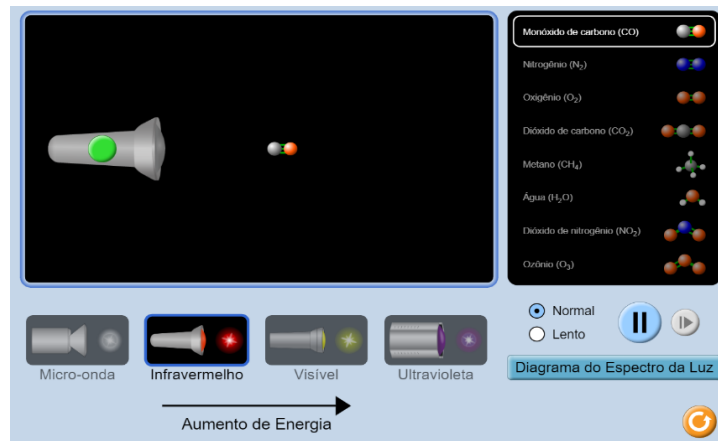 Monóxido de carbono (CO)
Nitrogênio (N₂)
Oxigênio (O₂)
Dióxido de carbono (CO₂)
Metano (CH₄)
Água (H₂O)
Dióxido de nitrogênio (NO₂)
Ozônio (O₃)
Micro-onda
Infravermelho
Visível
Ultravioleta
Aumento de Energia
Normal
Lento
Diagrama do Espectro da Luz